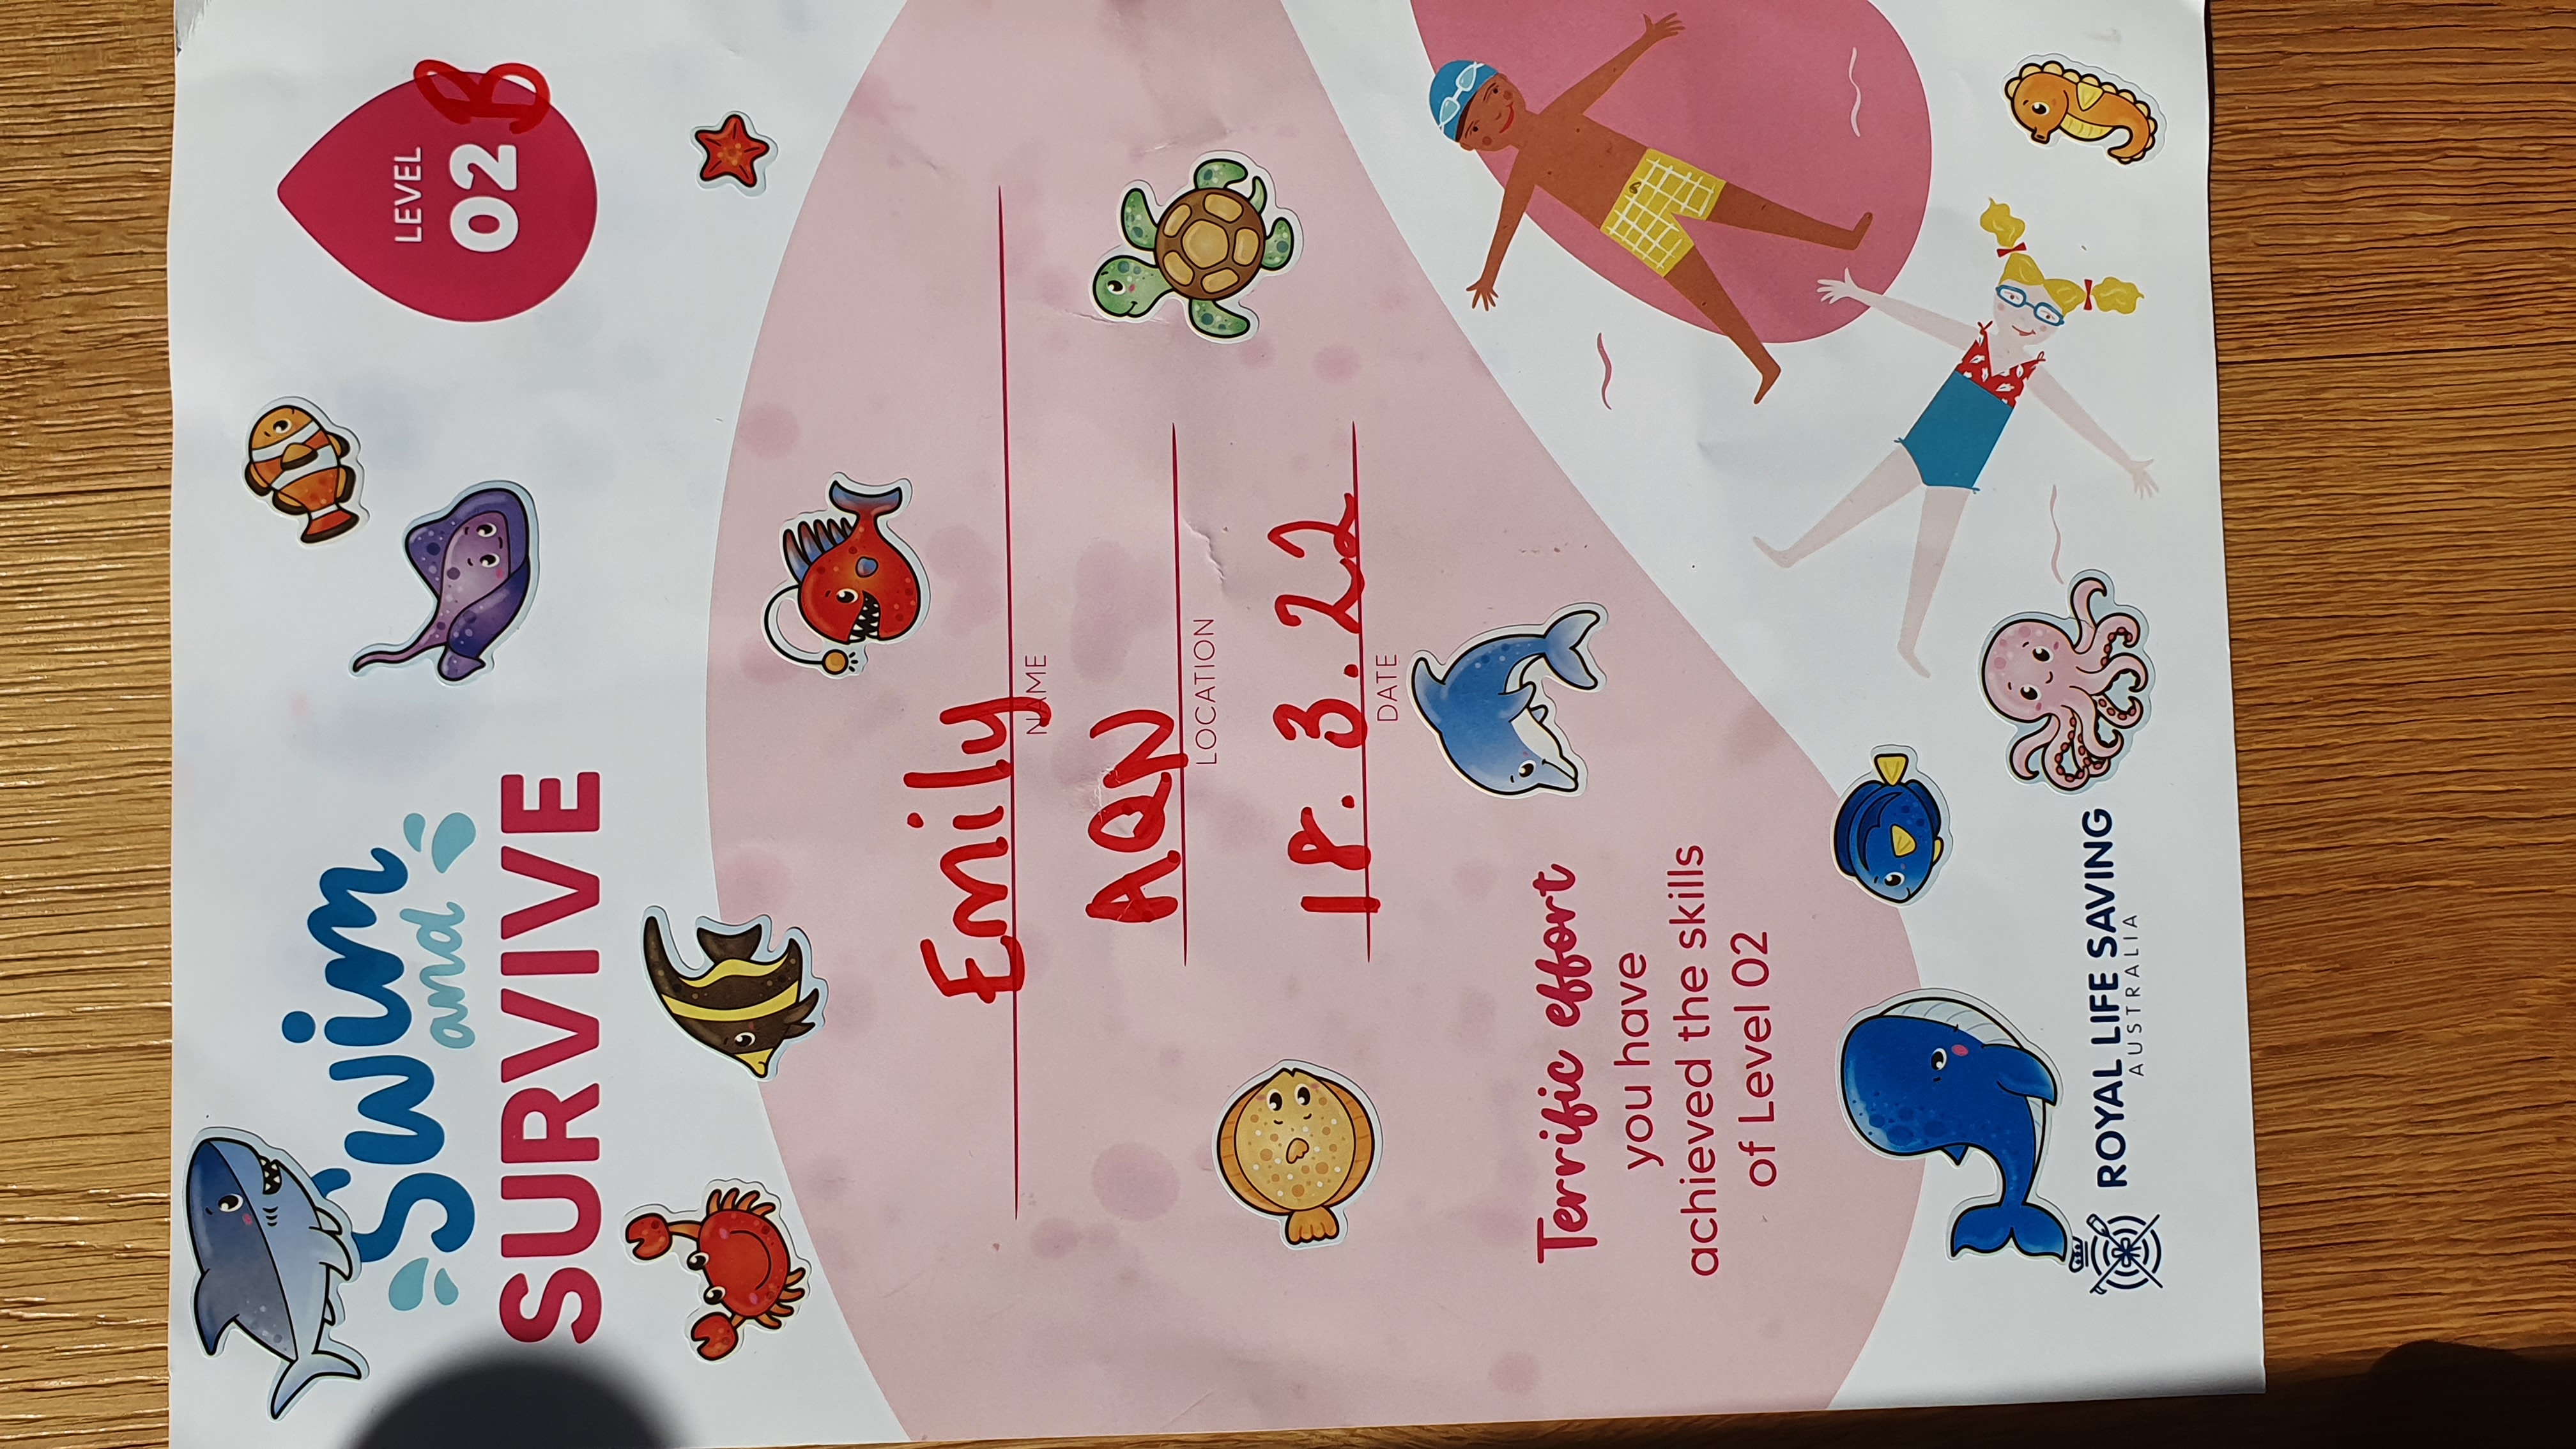 Swim
and
SURVIVE
LEVEL
02 B
Emily
NAME
AQN
LOCATION
18.3.22
DATE
Terrific effort
you have
achieved the skills
of Level 02
ROYAL LIFE SAVING
AUSTRALIA